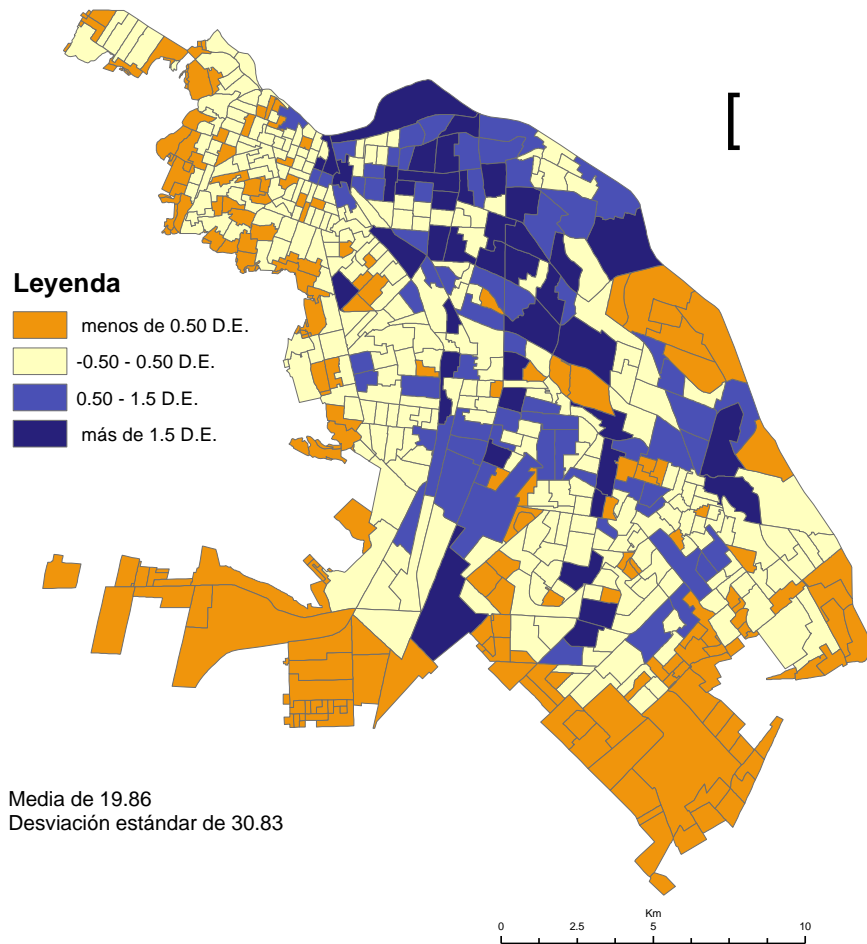 [
Leyenda
menos de 0.50 D.E.
-0.50 - 0.50 D.E.
0.50 - 1.5 D.E.
más de 1.5 D.E.
Media de 19.86
Desviación estándar de 30.83
Km
0 2.5 5 10